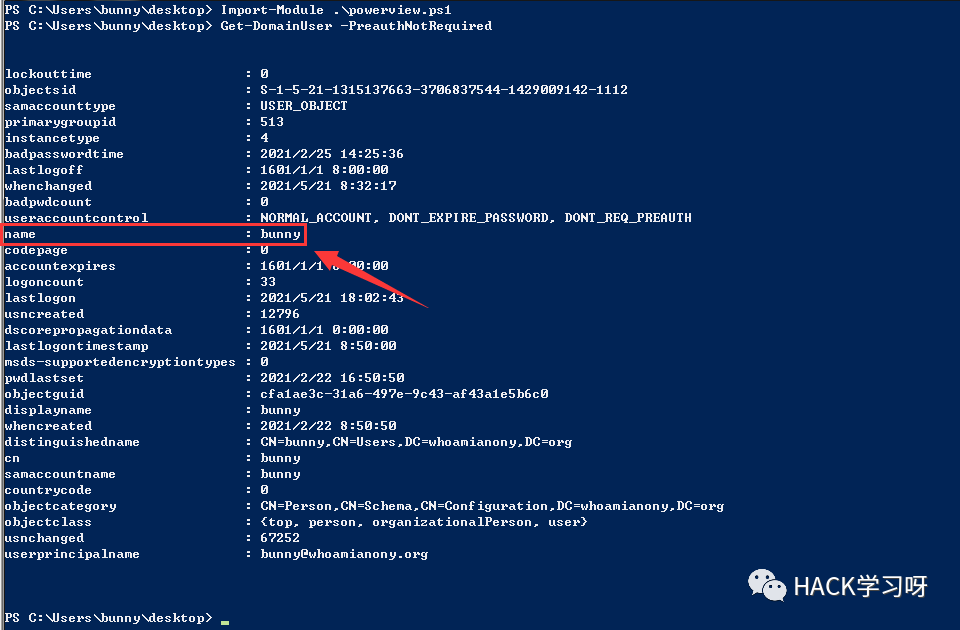 PS C:\Users\bunny\desktop> Import-Module .\powerview.ps1
PS C:\Users\bunny\desktop> Get-DomainUser -PreauthNotRequired
lockouttime : 0
objectsid : S-1-5-21-1315137663-3706837544-1429009142-1112
samaccounttype : USER_OBJECT
primarygroupid : 513
instancetype : 4
badpasswordtime : 2021/2/25 14:25:36
lastlogoff : 1601/1/1 8:00:00
whenchanged : 2021/5/21 8:32:17
badpwdcount : 0
useraccountcontrol : NORMAL_ACCOUNT, DONT_EXPIRE_PASSWORD, DONT_REQ_PREAUTH
name : bunny
codepage : 0
accountexpires : 1601/1/1 :00:00
logoncount : 33
lastlogon : 2021/5/21 18:02:43
usncreated : 12796
dscorepropagationdata : 1601/1/1 0:00:00
lastlogontimestamp : 2021/5/21 8:50:00
msds-supportedencryptiontypes : 0
pwdlastset : 2021/2/22 16:50:50
objectguid : cfa1ae3c-31a6-497e-9c43-af43a1e5b6c0
displayname : bunny
whencreated : 2021/2/22 8:50:50
distinguishedname : CN=bunny,CN=Users,DC=whoamianony,DC=org
cn : bunny
samaccountname : bunny
countrycode : 0
objectcategory : CN=Person,CN=Schema,CN=Configuration,DC=whoamianony,DC=org
objectclass : {top, person, organizationalPerson, user}
usnchanged : 67252
userprincipalname : bunny@whoamianony.org
HACK学习呀
PS C:\Users\bunny\desktop> _